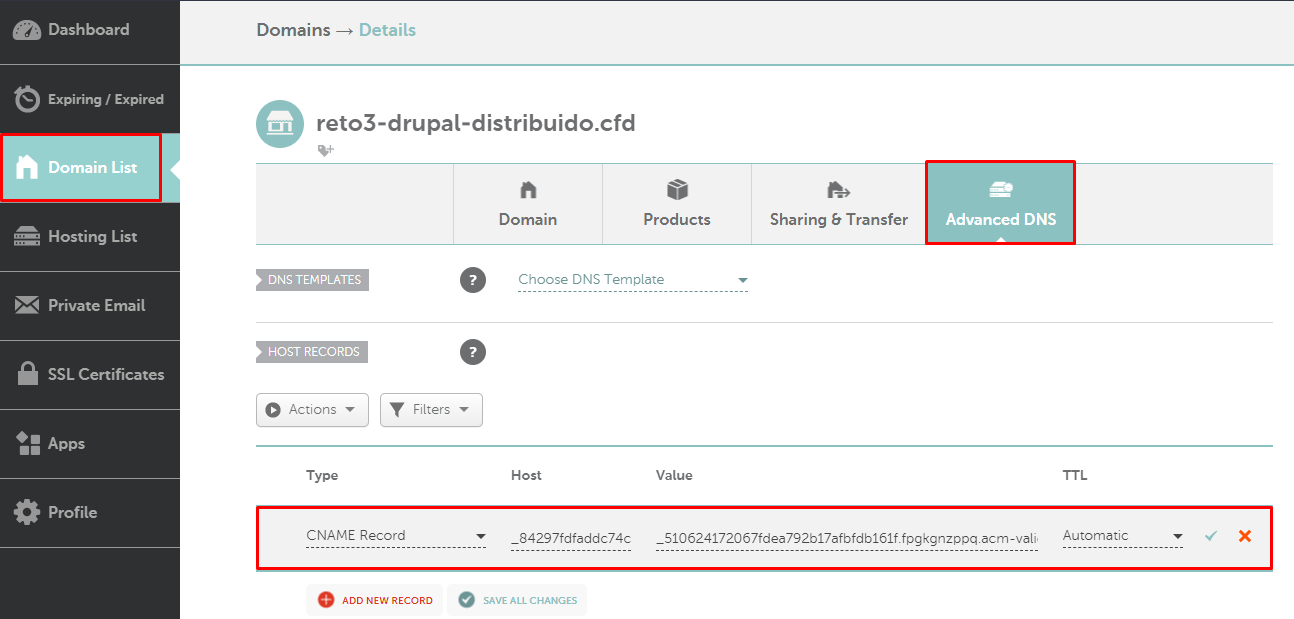 Dashboard
Expiring / Expired
Domain List
Hosting List
Private Email
SSL Certificates
Apps
Profile
Domains → Details
reto3-drupal-distribuido.cfd
Domain
Products
Sharing & Transfer
Advanced DNS
DNS TEMPLATES
?
Choose DNS Template
HOST RECORDS
?
Actions
Filters
Type Host Value TTL
CNAME Record _84297fdfaddc74c _510624172067fdea792b17afbfdb161f.fpgkgnzppq.acm-vali Automatic
ADD NEW RECORD
SAVE ALL CHANGES